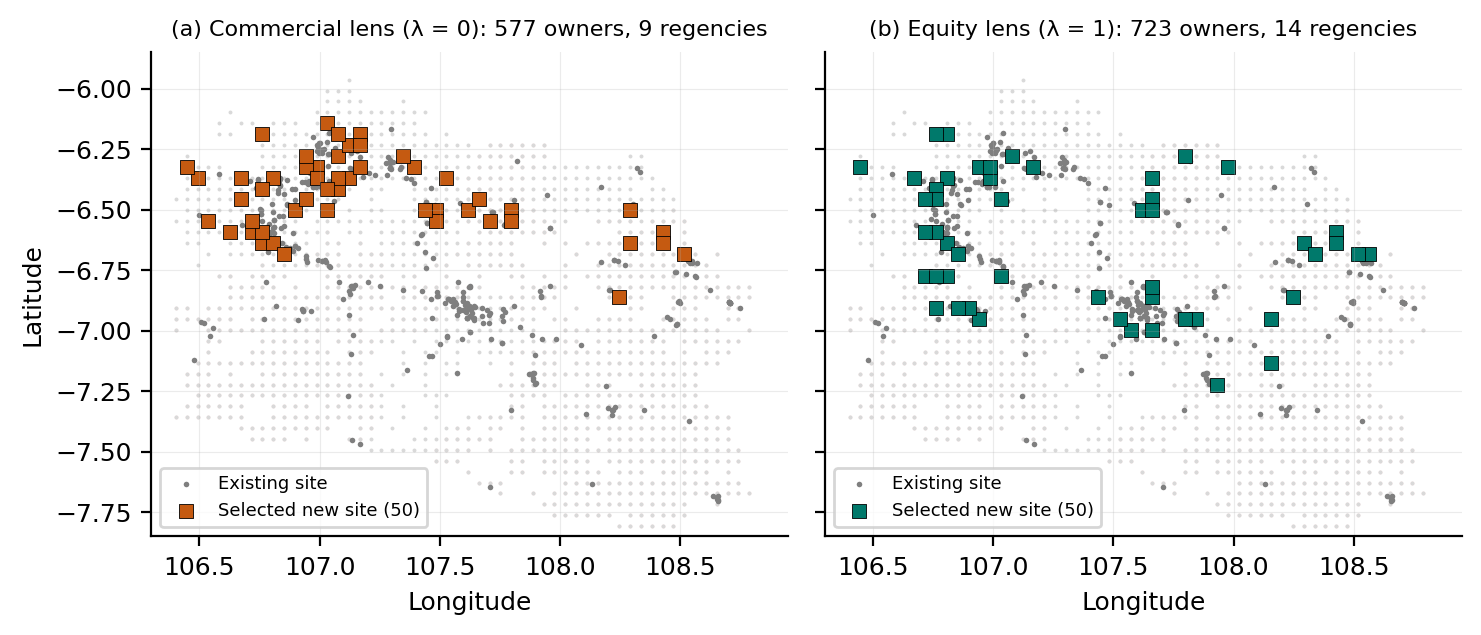 (a) Commercial lens (λ = 0): 577 owners, 9 regencies
(b) Equity lens (λ = 1): 723 owners, 14 regencies
Latitude
−6.00
−6.25
−6.50
−6.75
−7.00
−7.25
−7.50
−7.75
Existing site
Selected new site (50)
106.5 107.0 107.5 108.0 108.5
Longitude
Existing site
Selected new site (50)
106.5 107.0 107.5 108.0 108.5
Longitude